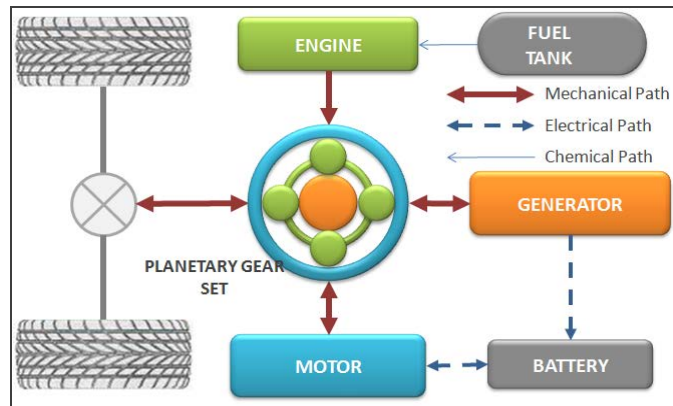 ENGINE
FUEL
TANK
Mechanical Path
Electrical Path
Chemical Path
GENERATOR
PLANETARY GEAR
SET
MOTOR
BATTERY